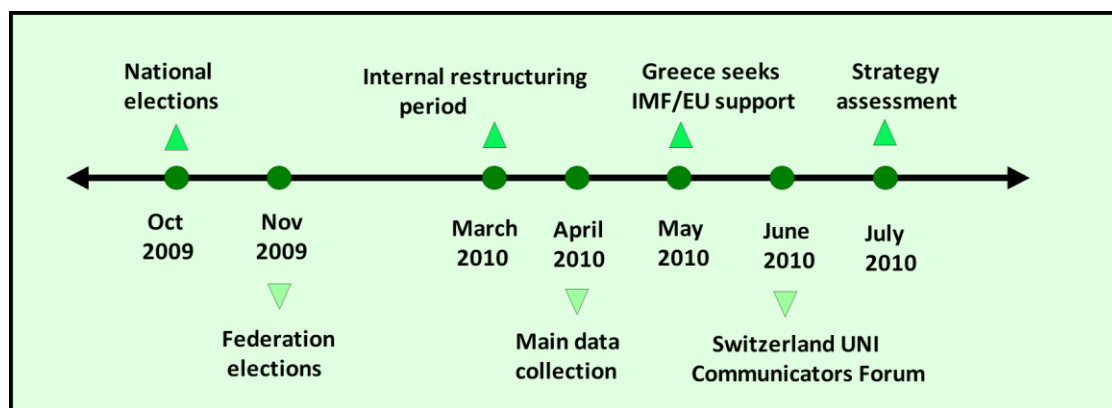 National
elections
Internal restructuring
period
Greece seeks
IMF/EU support
Strategy
assessment
Oct
2009
Nov
2009
March
2010
April
2010
May
2010
June
2010
July
2010
Federation
elections
Main data
collection
Switzerland UNI
Communicators Forum